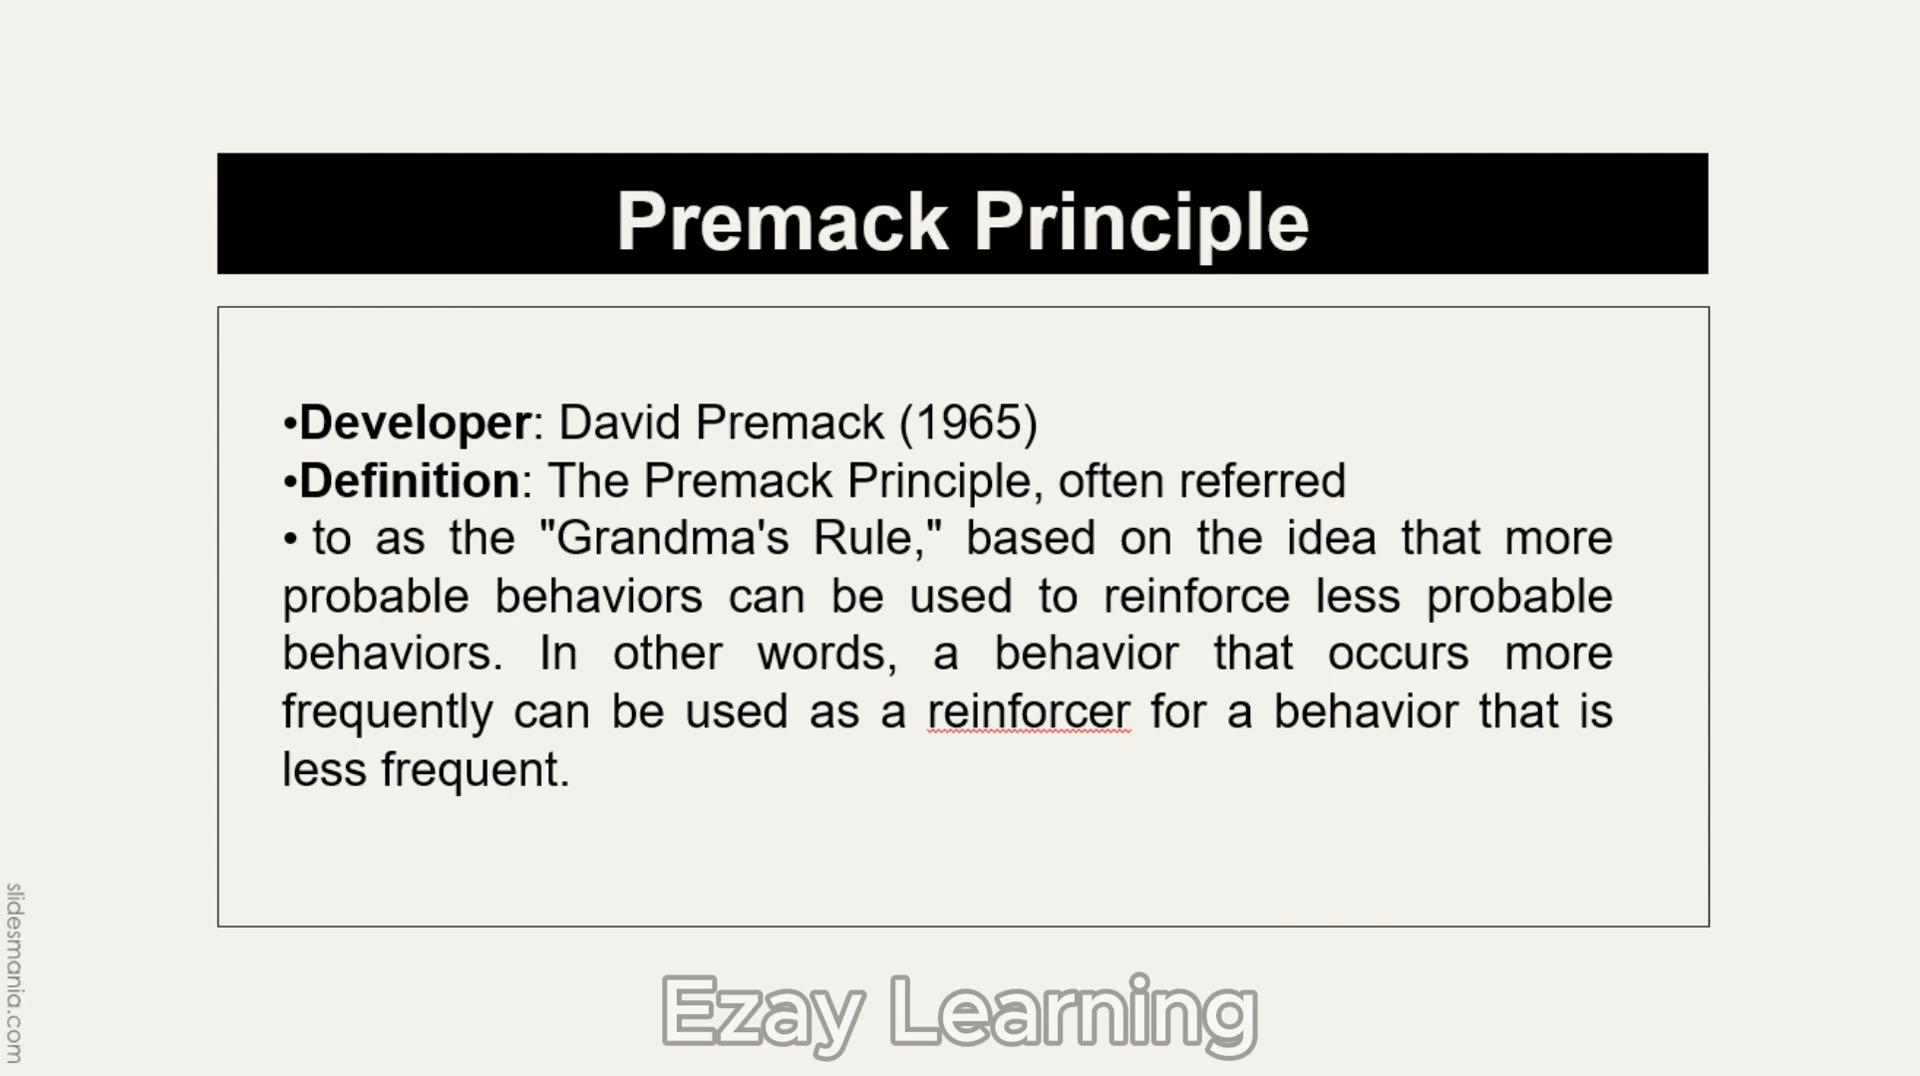 Premack Principle
•Developer: David Premack (1965)
•Definition: The Premack Principle, often referred
• to as the "Grandma's Rule," based on the idea that more
probable behaviors can be used to reinforce less probable
behaviors. In other words, a behavior that occurs more
frequently can be used as a reinforcer for a behavior that is
less frequent.
slidesmania.com
Ezay Learning